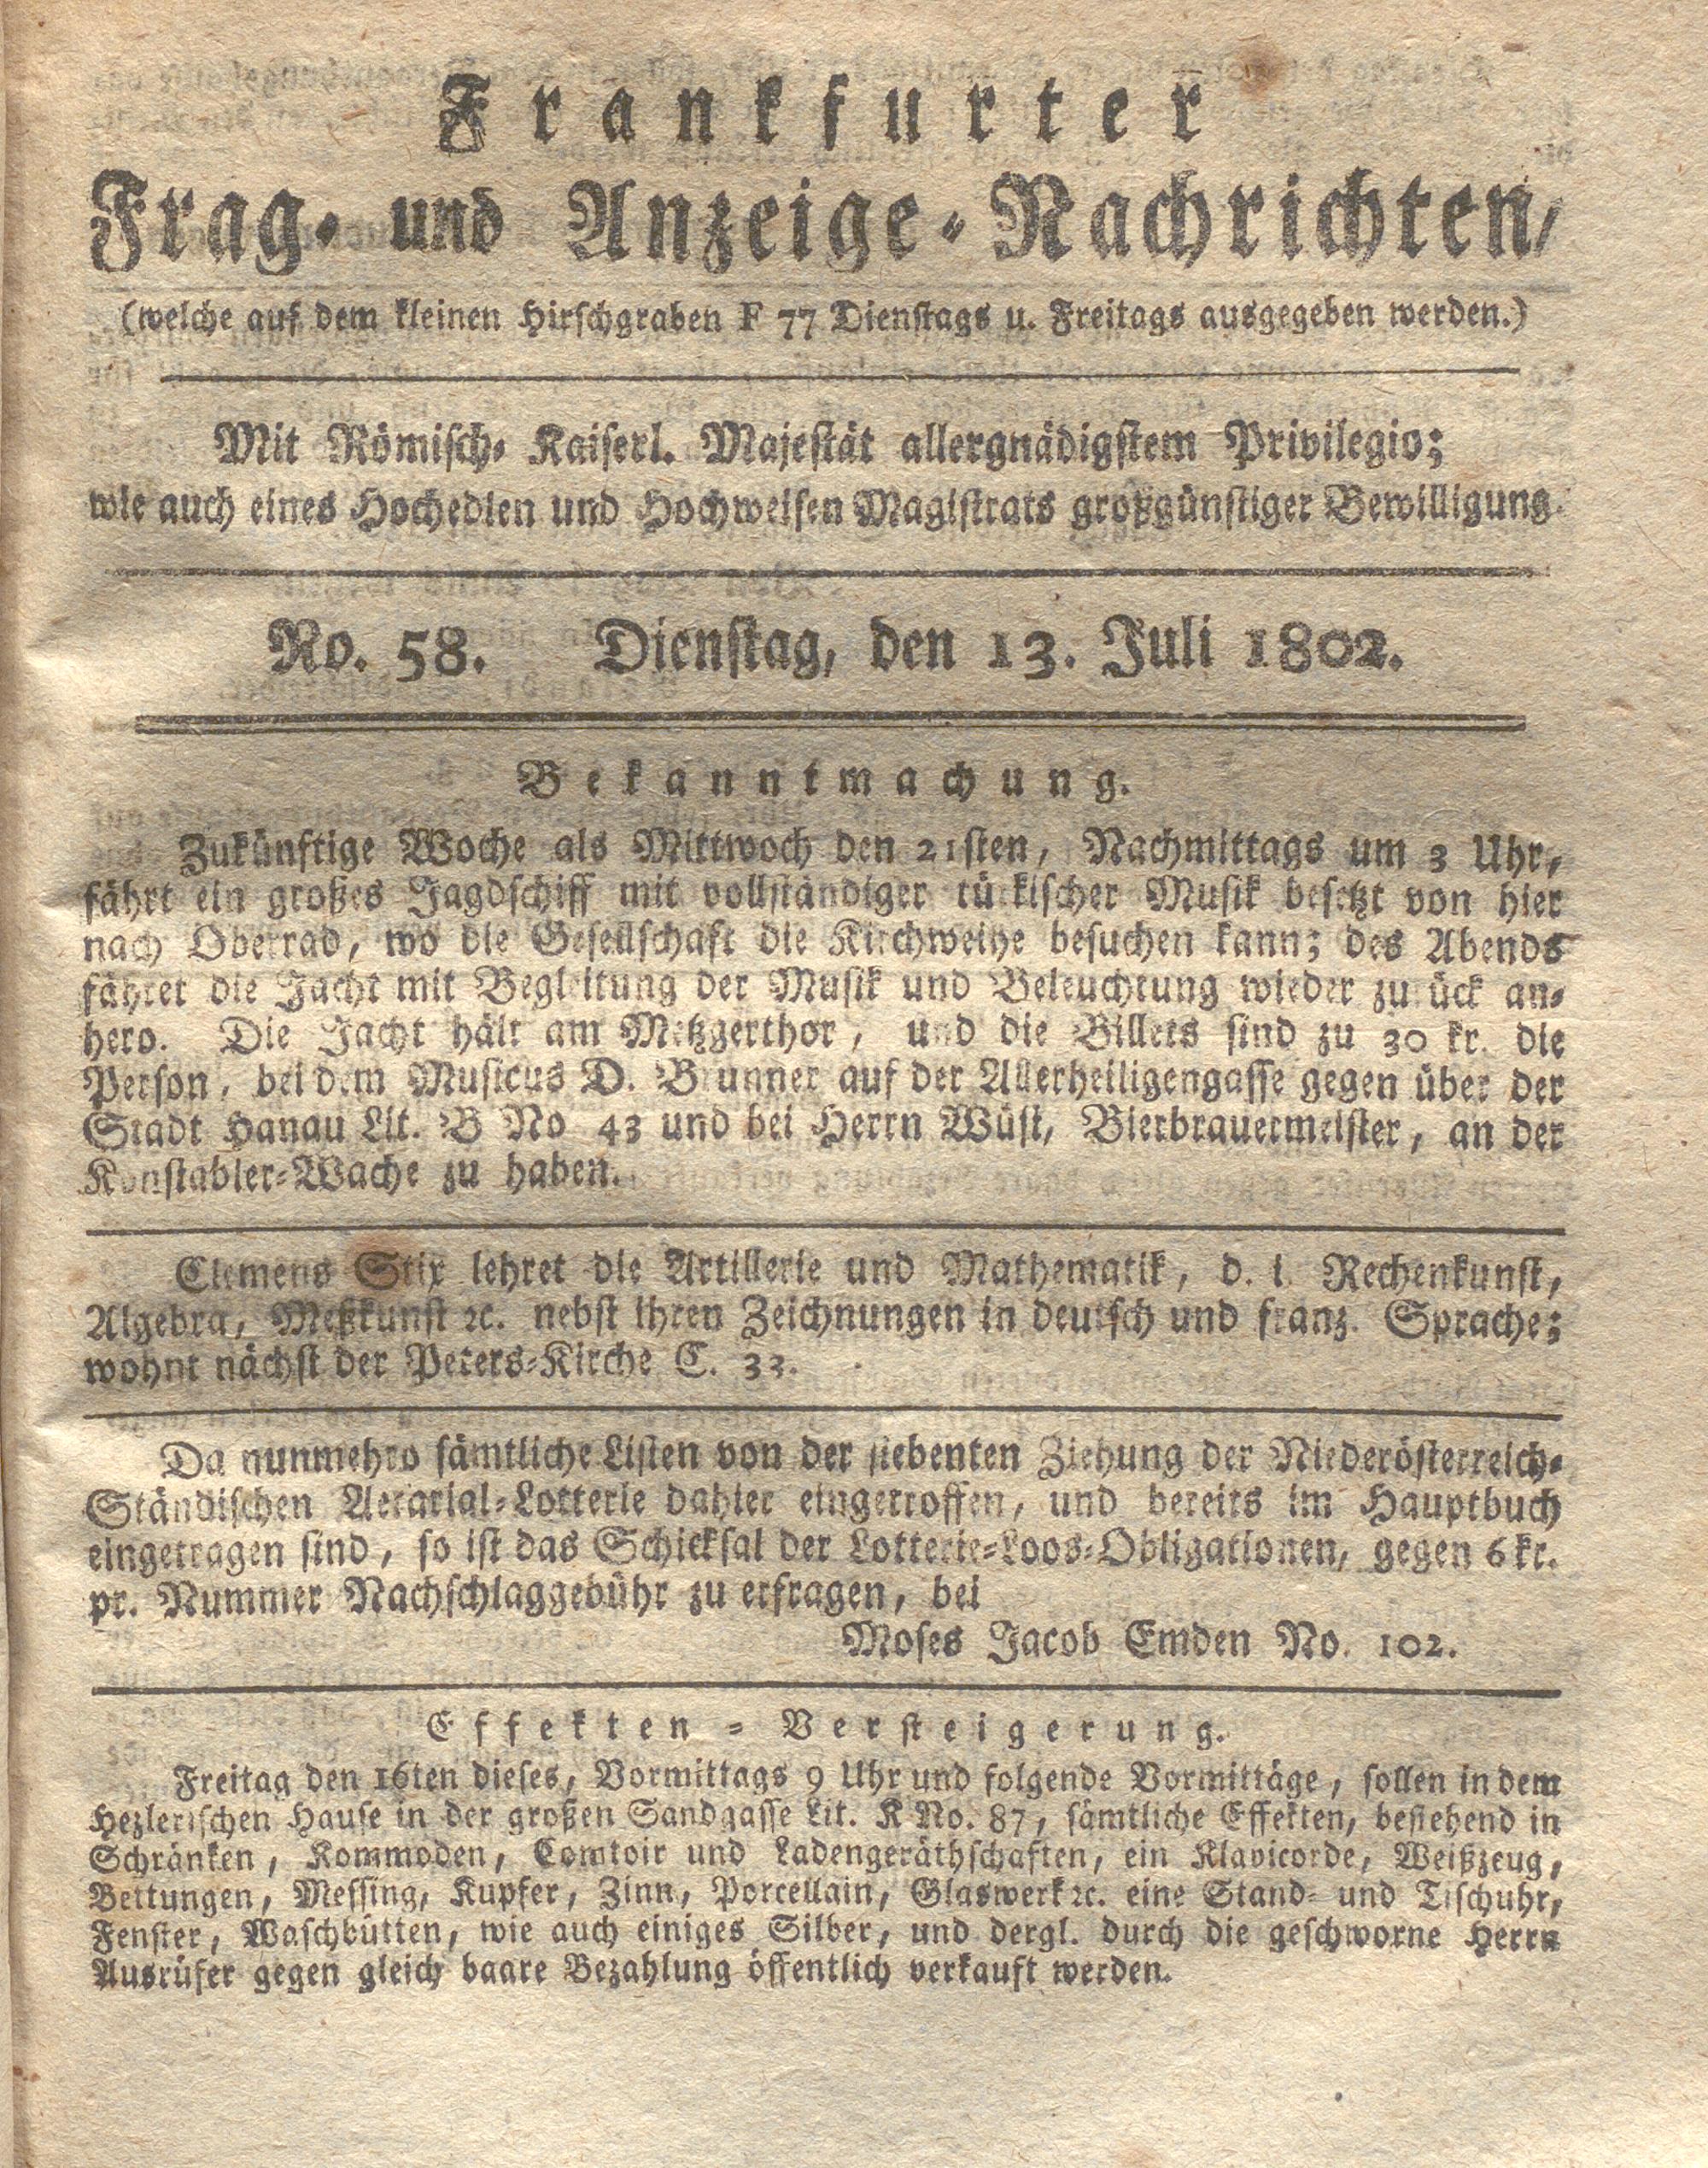 Frankfurter
Frag- und Anzeige-Nachrichten,
(welche auf dem kleinen Hirschgraben F 77 Dienstags u. Freitags ausgegeben werden.)
Mit Römisch- Kaiserl. Majestät allergnädigstem Privilegio;
wie auch eines Hochedlen und Hochweisen Magistrats großgünstiger Bewilligung.
No. 58. Dienstag, den 13. Juli 1802.
Bekanntmachung.
Zukünftige Woche als Mittwoch den 21sten, Nachmittags um 3 Uhr,
fährt ein großes Jagdschiff mit vollständiger türkischer Musik besetzt von hier
nach Oberrad, wo die Gesellschaft die Kirchweihe besuchen kann; des Abends
fähret die Jacht mit Begleitung der Musik und Beleuchtung wieder zurück an-
hero. Die Jacht hält am Metzgerthor, und die Billets sind zu 30 kr. die
Person, bei dem Musicus D. Brunner auf der Allerheiligengasse gegen über der
Stadt Hanau Lit. B No 43 und bei Herrn Wüst, Bierbrauermeister, an der
Konstabler-Wache zu haben.
Clemens Stix lehret die Artillerie und Mathematik, d. i. Rechenkunst,
Algebra, Meßkunst ꝛc. nebst ihren Zeichnungen in deutsch und franz. Sprache;
wohnt nächst der Peters-Kirche C. 33.
Da nunmehro sämtliche Listen von der siebenten Ziehung der Niederösterreich-
Ständischen Aerarial-Lotterie dahier eingetroffen, und bereits im Hauptbuch
eingetragen sind, so ist das Schicksal der Lotterie-Loos-Obligationen, gegen 6 kr.
pr. Nummer Nachschlaggebühr zu erfragen, bei
Moses Jacob Emden No. 102.
Effekten-Versteigerung.
Freitag den 16ten dieses, Vormittags 9 Uhr und folgende Vormittäge, sollen in dem
Hezlerischen Hause in der großen Sandgasse Lit. K No. 87, sämtliche Effekten, bestehend in
Schränken, Kommoden, Comtoir und Ladengeräthschaften, ein Klavicorde, Weißzeug,
Bettungen, Messing, Kupfer, Zinn, Porcellain, Glaswerk ꝛc. eine Stand- und Tischuhr,
Fenster, Waschbütten, wie auch einiges Silber, und dergl. durch die geschworne Herrn
Ausrüfer gegen gleich baare Bezahlung öffentlich verkauft werden.